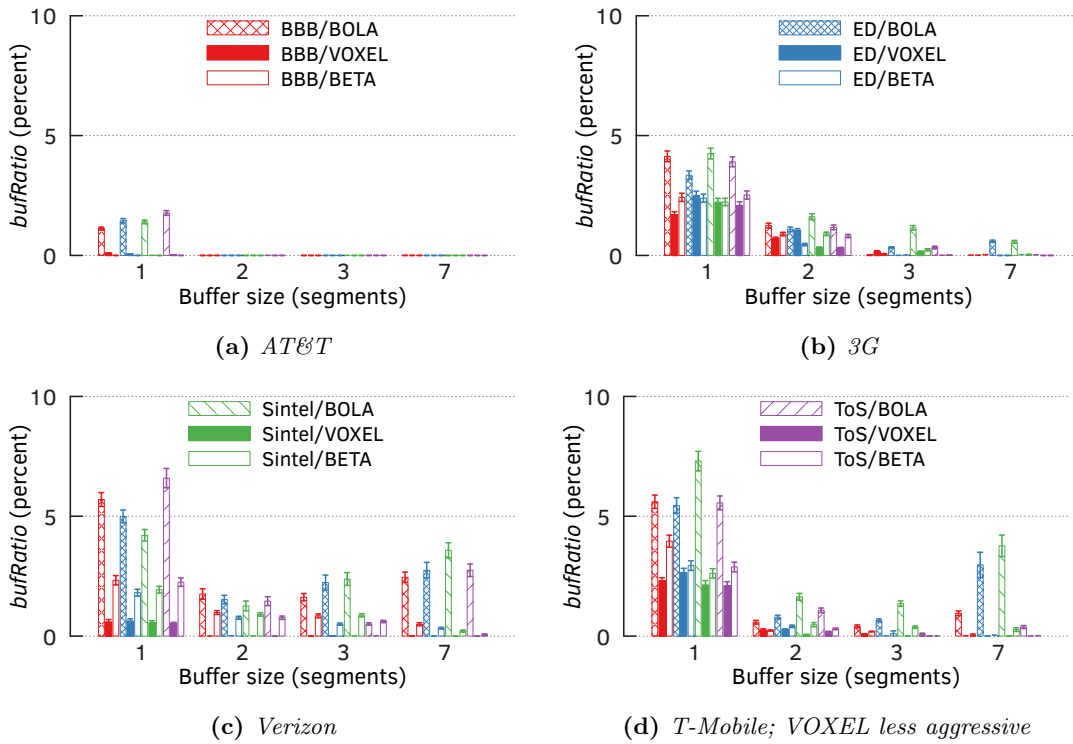 10
BBB/BOLA
BBB/VOXEL
BBB/BETA
5
0
bufRatio (percent)
1 2 3 7
Buffer size (segments)
(a) AT&T
10
ED/BOLA
ED/VOXEL
ED/BETA
5
0
bufRatio (percent)
1 2 3 7
Buffer size (segments)
(b) 3G
10
Sintel/BOLA
Sintel/VOXEL
Sintel/BETA
5
0
bufRatio (percent)
1 2 3 7
Buffer size (segments)
(c) Verizon
10
ToS/BOLA
ToS/VOXEL
ToS/BETA
5
0
bufRatio (percent)
1 2 3 7
Buffer size (segments)
(d) T-Mobile; VOXEL less aggressive